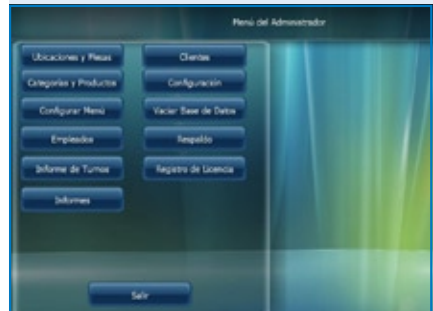 Menú del Administrador
Ubicaciones y Mesas
Clientes
Categorías y Productos
Configuración
Configurar Menú
Vaciar Base de Datos
Empleados
Respaldo
Informe de Turnos
Registro de Licencia
Informes
Salir